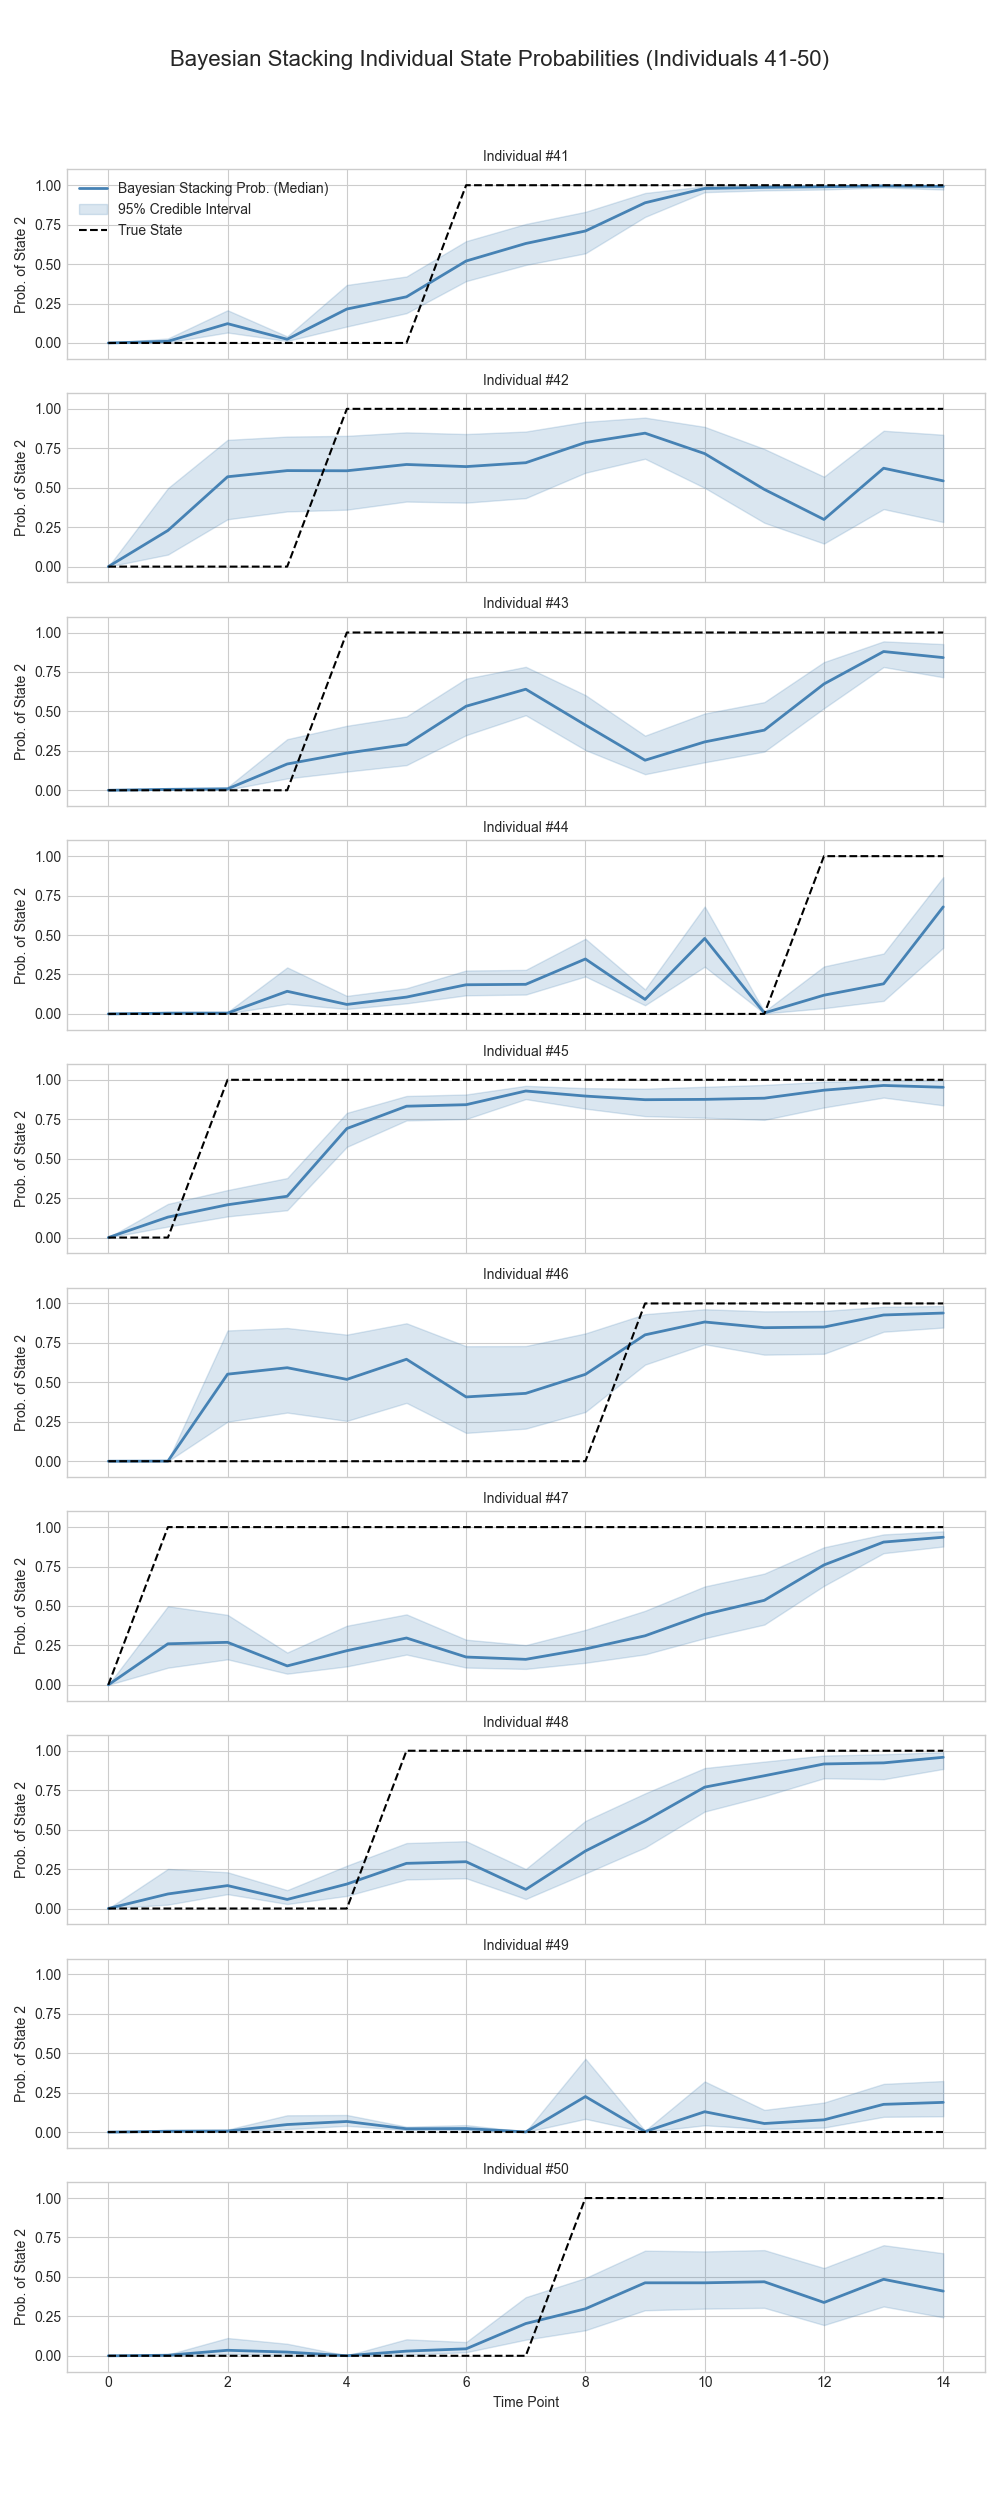 Bayesian Stacking Individual State Probabilities (Individuals 41-50)
Individual #41
Prob. of State 2
1.00
0.75
0.50
0.25
0.00
Bayesian Stacking Prob. (Median)
95% Credible Interval
True State
Individual #42
Prob. of State 2
1.00
0.75
0.50
0.25
0.00
Individual #43
Prob. of State 2
1.00
0.75
0.50
0.25
0.00
Individual #44
Prob. of State 2
1.00
0.75
0.50
0.25
0.00
Individual #45
Prob. of State 2
1.00
0.75
0.50
0.25
0.00
Individual #46
Prob. of State 2
1.00
0.75
0.50
0.25
0.00
Individual #47
Prob. of State 2
1.00
0.75
0.50
0.25
0.00
Individual #48
Prob. of State 2
1.00
0.75
0.50
0.25
0.00
Individual #49
Prob. of State 2
1.00
0.75
0.50
0.25
0.00
Individual #50
Prob. of State 2
1.00
0.75
0.50
0.25
0.00
0 2 4 6 8 10 12 14
Time Point